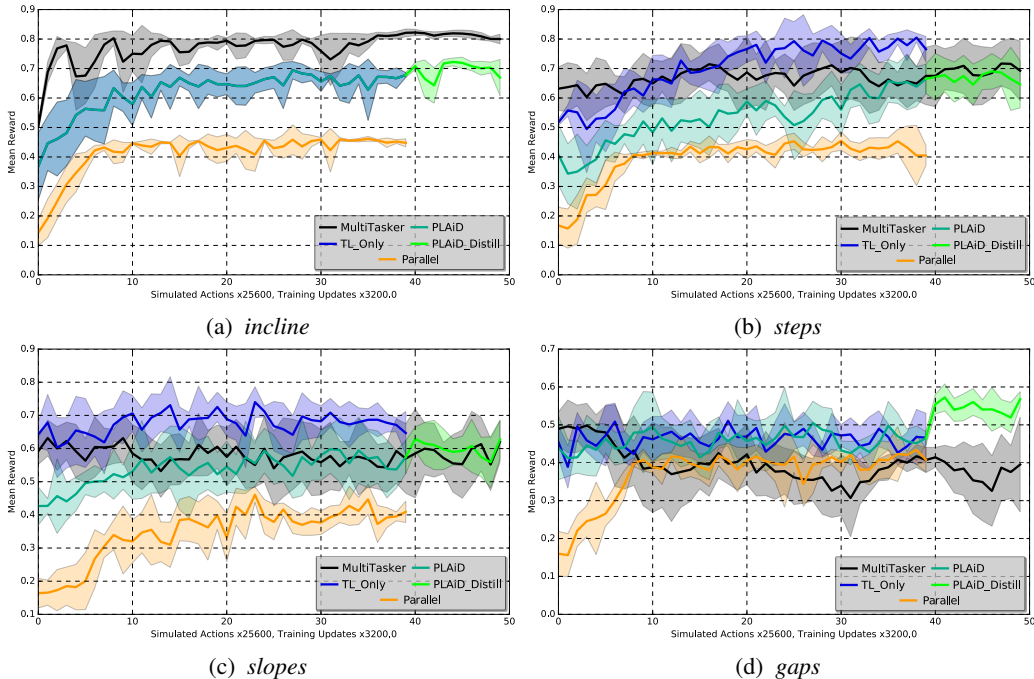 0.9
0.8
0.7
0.6
0.5
0.4
0.3
0.2
0.1
0.0
Mean Reward
MultiTasker PLAiD
TL_Only PLAiD_Distill
Parallel
0 10 20 30 40 50
Simulated Actions x25600, Training Updates x3200.0
(a) incline
0.9
0.8
0.7
0.6
0.5
0.4
0.3
0.2
0.1
0.0
Mean Reward
MultiTasker PLAiD
TL_Only PLAiD_Distill
Parallel
0 10 20 30 40 50
Simulated Actions x25600, Training Updates x3200.0
(b) steps
0.9
0.8
0.7
0.6
0.5
0.4
0.3
0.2
0.1
Mean Reward
MultiTasker PLAiD
TL_Only PLAiD_Distill
Parallel
0 10 20 30 40 50
Simulated Actions x25600, Training Updates x3200.0
(c) slopes
0.7
0.6
0.5
0.4
0.3
0.2
0.1
0.0
Mean Reward
MultiTasker PLAiD
TL_Only PLAiD_Distill
Parallel
0 10 20 30 40 50
Simulated Actions x25600, Training Updates x3200.0
(d) gaps